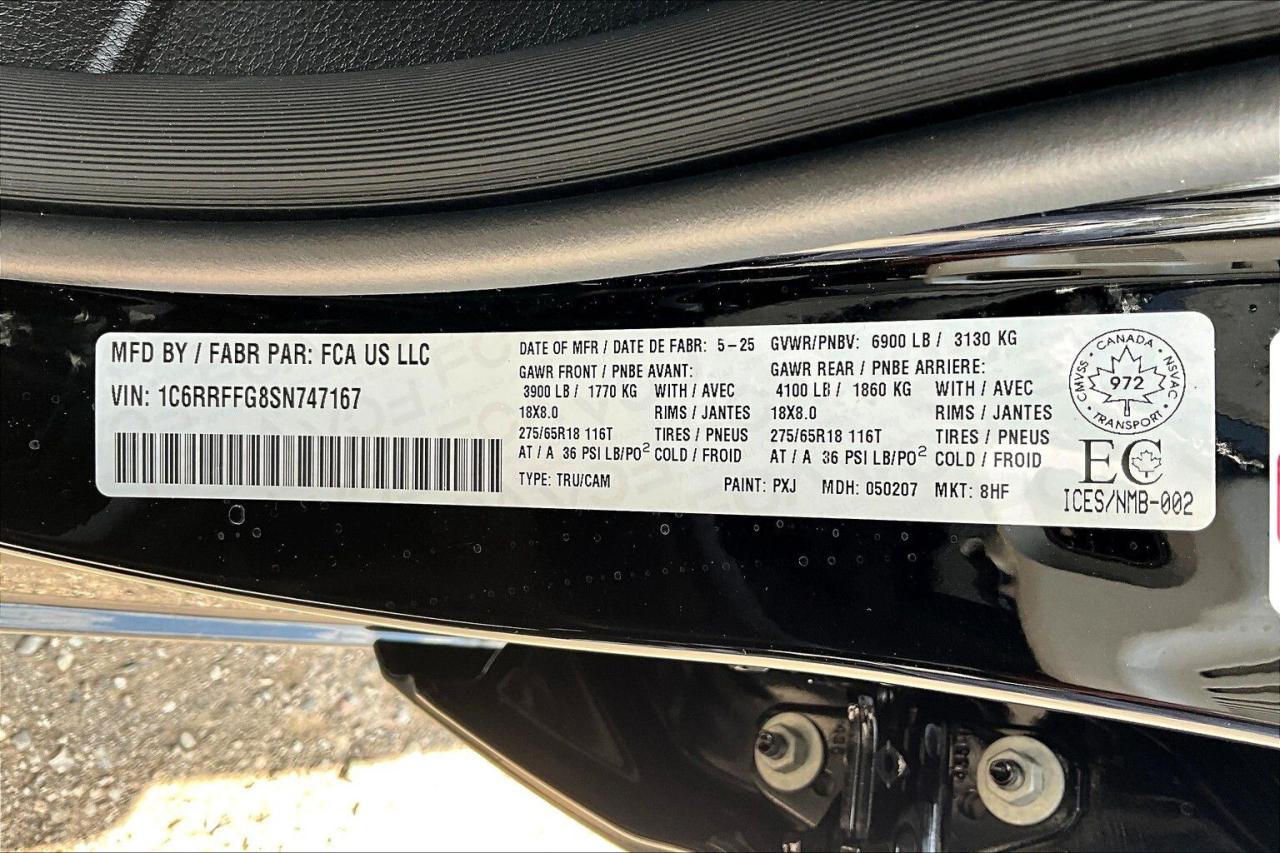 MFD BY / FABR PAR: FCA US LLC
VIN: 1C6RRFFG8SN747167
DATE OF MFR / DATE DE FABR: 5-25 GVWR/PNBV: 6900 LB / 3130 KG
GAWR FRONT / PNBE AVANT: GAWR REAR / PNBE ARRIERE:
3900 LB / 1770 KG WITH / AVEC 4100 LB / 1860 KG WITH / AVEC
18X8.0 RIMS / JANTES 18X8.0 RIMS / JANTES
275/65R18 116T TIRES / PNEUS 275/65R18 116T TIRES / PNEUS
AT / A 36 PSI LB/PO² COLD / FROID AT / A 36 PSI LB/PO² COLD / FROID
TYPE: TRU/CAM PAINT: PXJ MDH: 050207 MKT: 8HF
CANADA
CMVSS NSVAC
972
TRANSPORT
EC
ICES/NMB-002